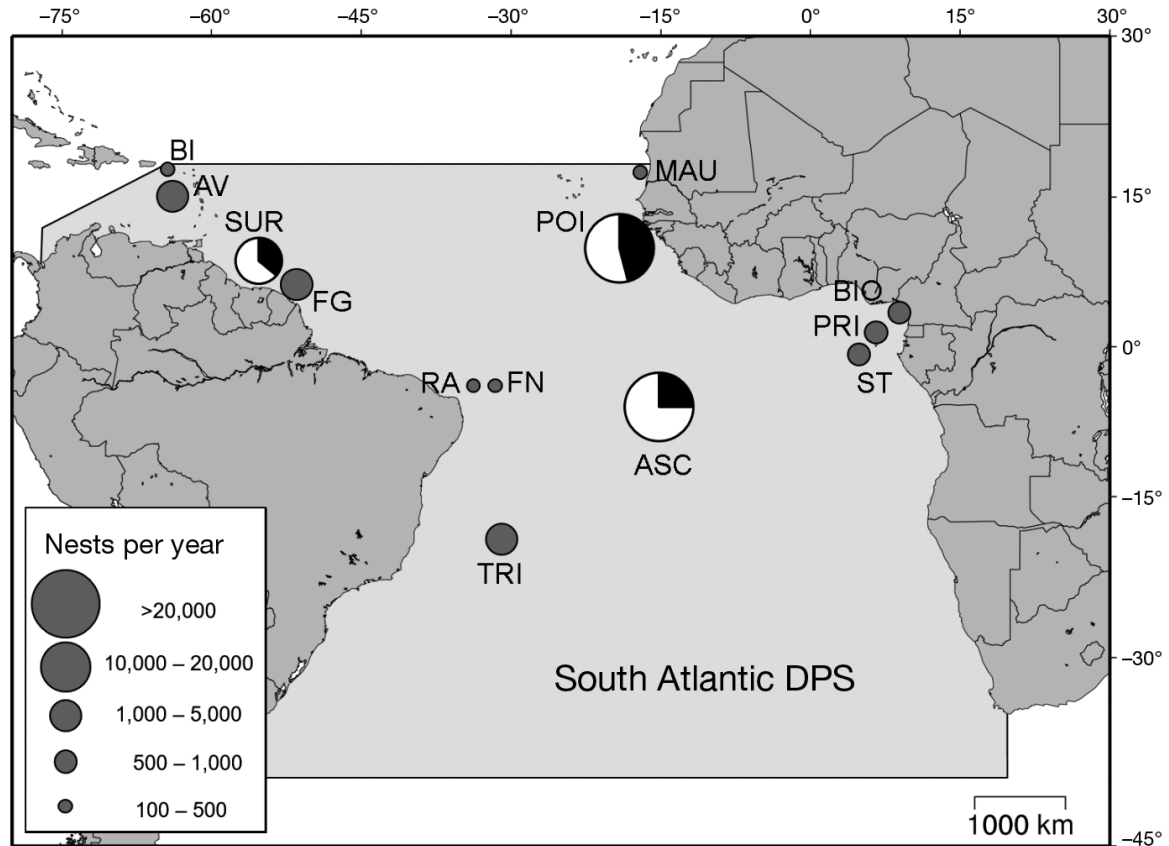 −75° −60° −45° −30° −15° 0° 15° 30°
30°
BI
MAU
AV
15°
SUR
POI
FG
BIO
PRI
0°
ST
RA FN
ASC
−15°
Nests per year
TRI
>20,000
10,000 – 20,000
−30°
South Atlantic DPS
1,000 – 5,000
500 – 1,000
100 – 500
1000 km
−45°